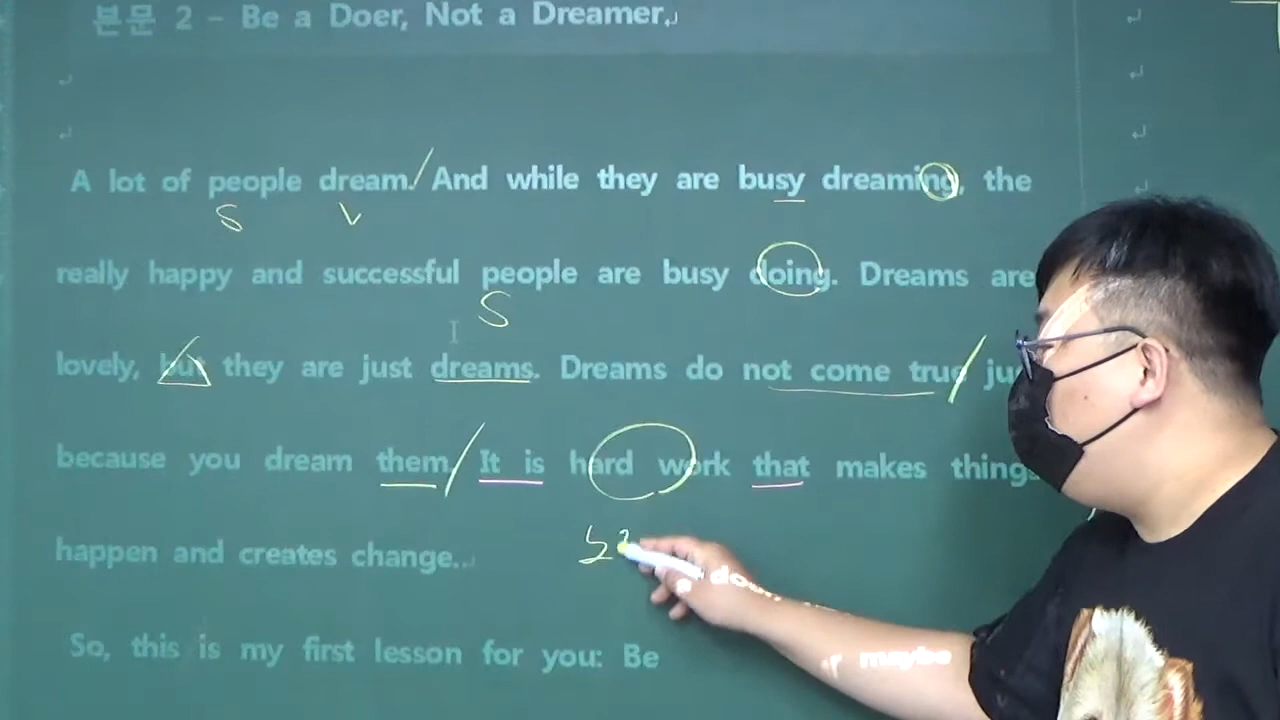 본문 2 - Be a Doer, Not a Dreamer.
A lot of people dream. And while they are busy dreaming, the
S V
really happy and successful people are busy doing. Dreams are
S
lovely, but they are just dreams. Dreams do not come true
because you dream them. It is hard work that makes things
happen and creates change..
So, this is my first lesson for you: Be
maybe